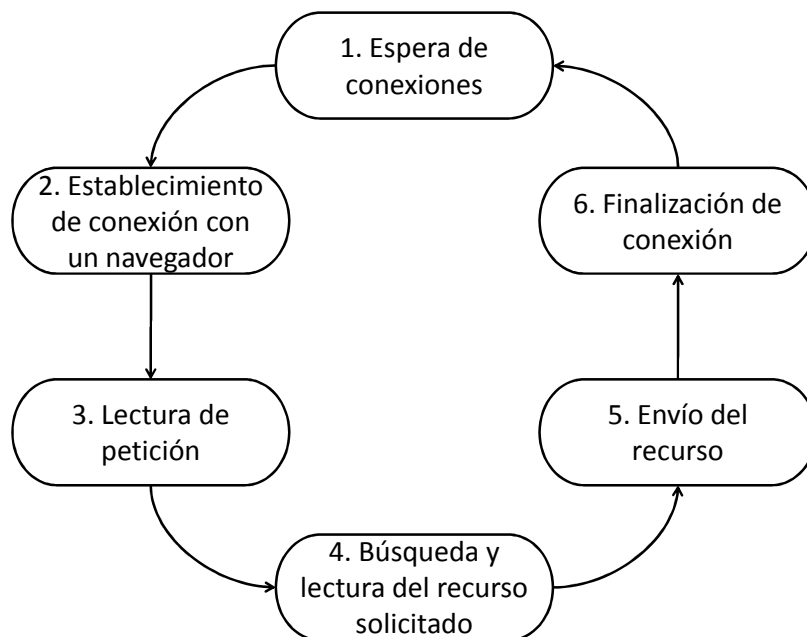 1. Espera de
conexiones
2. Establecimiento
de conexión con
un navegador
3. Lectura de
petición
4. Búsqueda y
lectura del recurso
solicitado
5. Envío del
recurso
6. Finalización de
conexión